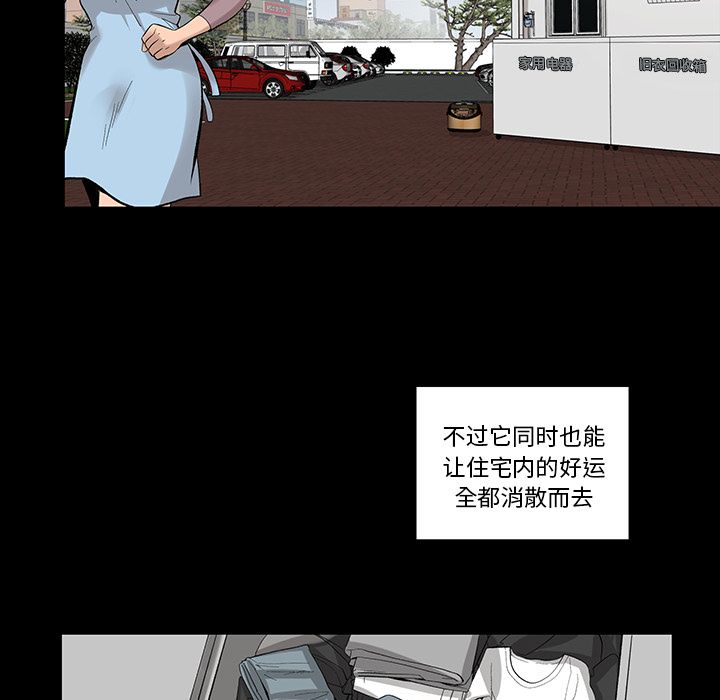 家用电器
旧衣回收箱
不过它同时也能
让住宅内的好运
全都消散而去